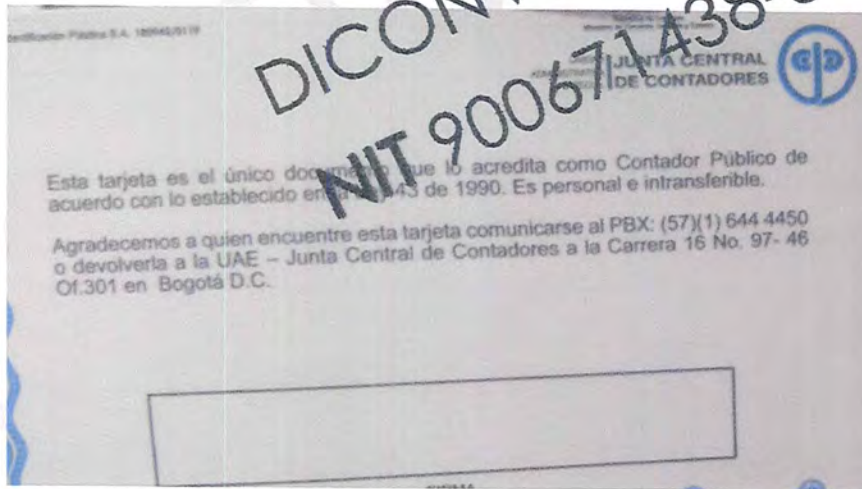 DICON
NIT 900671438-
JUNTA CENTRAL
DE CONTADORES
Esta tarjeta es el único que lo acredita como Contador Público de
acuerdo con lo establecido en 43 de 1990. Es personal e intransferible.
Agradecemos a quien encuentre esta tarjeta comunicarse al PBX: (57)(1) 644 4450
o devolverla a la UAE – Junta Central de Contadores a la Carrera 16 No. 97- 46
Of.301 en Bogotá D.C.